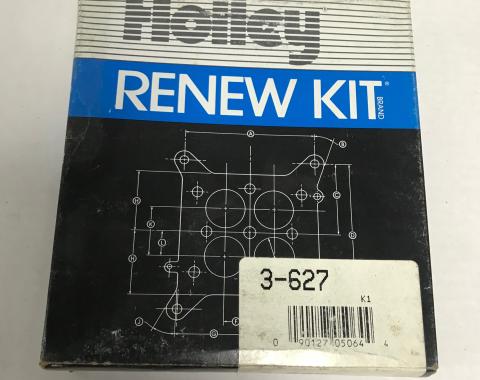 Holley®
RENEW KIT®
BRAND
A
B
H
C
K
D
L
H
J
F
G
3-627
K1
0 90127 05064 4